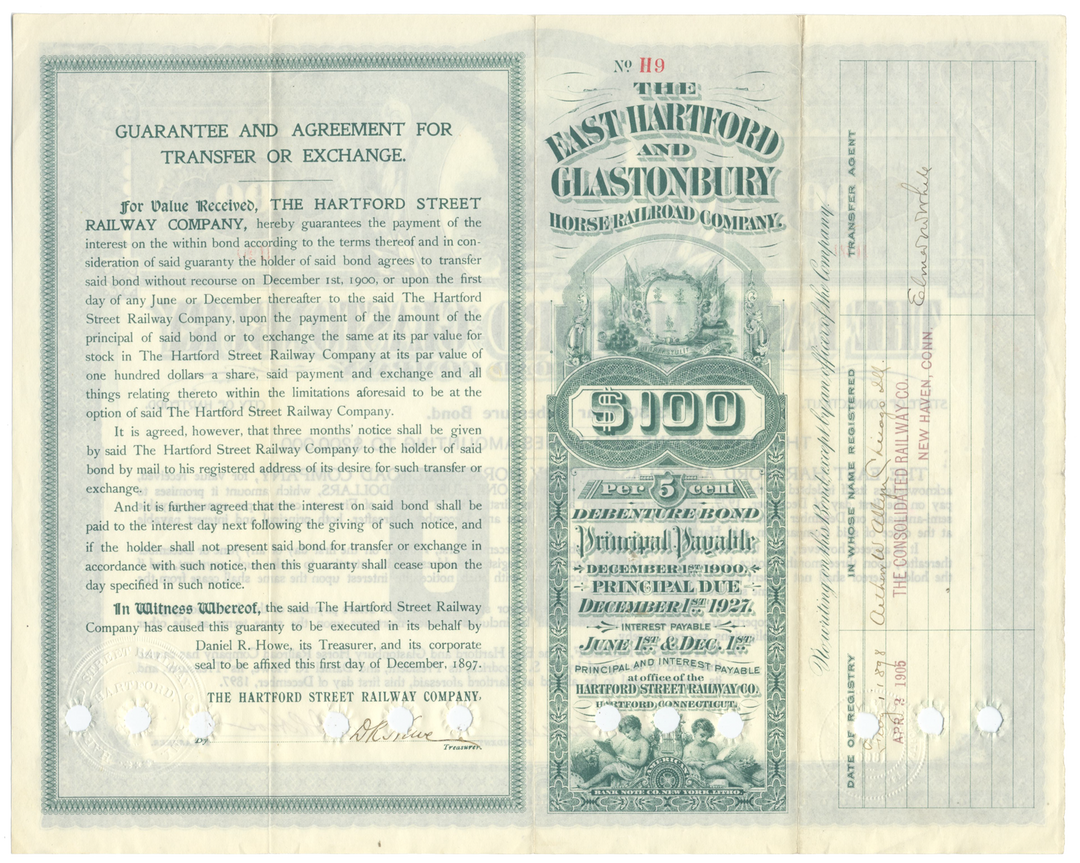 GUARANTEE AND AGREEMENT FOR
TRANSFER OR EXCHANGE.
For Value Received, THE HARTFORD STREET
RAILWAY COMPANY, hereby guarantees the payment of the
interest on the within bond according to the terms thereof and in con-
sideration of said guaranty the holder of said bond agrees to transfer
said bond without recourse on December 1st, 1900, or upon the first
day of any June or December thereafter to the said The Hartford
Street Railway Company, upon the payment of the amount of the
principal of said bond or to exchange the same at its par value for
stock in The Hartford Street Railway Company at its par value of
one hundred dollars a share, said payment and exchange and all
things relating thereto within the limitations aforesaid to be at the
option of said The Hartford Street Railway Company.
It is agreed, however, that three months' notice shall be given
by said The Hartford Street Railway Company to the holder of said
bond by mail to his registered address of its desire for such transfer or
exchange.
And it is further agreed that the interest on said bond shall be
paid to the interest day next following the giving of such notice, and
if the holder shall not present said bond for transfer or exchange in
accordance with such notice, then this guaranty shall cease upon the
day specified in such notice.
In Witness Whereof, the said The Hartford Street Railway
Company has caused this guaranty to be executed in its behalf by
Daniel R. Howe, its Treasurer, and its corporate
seal to be affixed this first day of December, 1897.
THE HARTFORD STREET RAILWAY COMPANY,
By
Treasurer.
No H9
THE
EAST HARTFORD
AND
GLASTONBURY
HORSE RAILROAD COMPANY.
$100
Per 5 cent
DEBENTURE BOND
Principal Payable
DECEMBER 1ST 1900,
PRINCIPAL DUE
DECEMBER 1ST 1927.
INTEREST PAYABLE
JUNE 1ST & DEC. 1ST
PRINCIPAL AND INTEREST PAYABLE
at office of the
HARTFORD STREET RAILWAY CO.
HARTFORD, CONNECTICUT.
AMERICAN
BANK NOTE CO. NEW YORK, LITHO
No writing on this Bond except by an officer of the Company.
DATE OF REGISTRY
IN WHOSE NAME REGISTERED
TRANSFER AGENT
1898
APR. 2 1905
THE CONSOLIDATED RAILWAY CO.
NEW HAVEN, CONN.